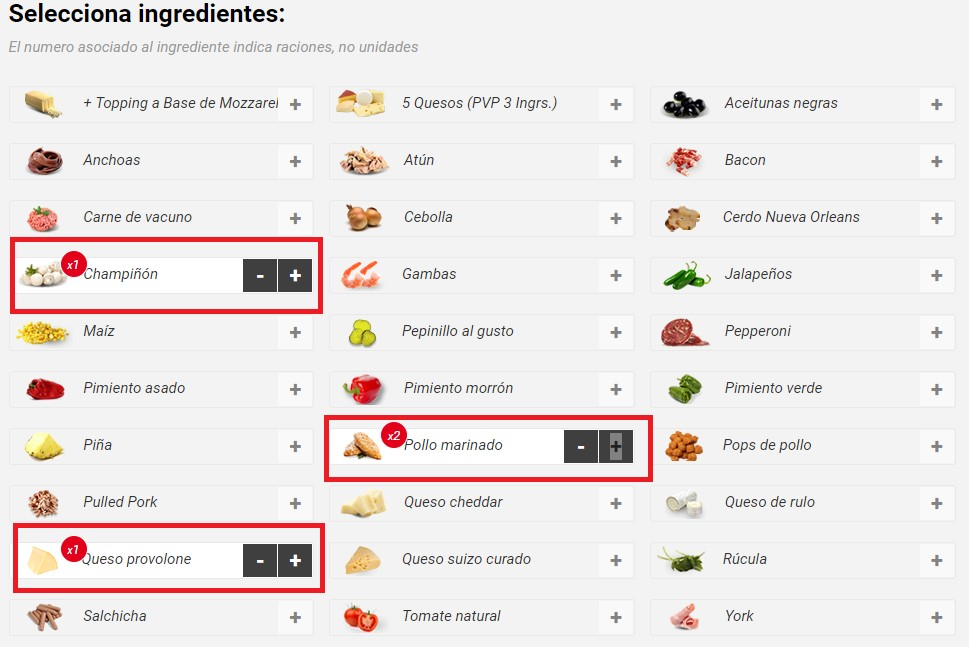 Selecciona ingredientes:
El numero asociado al ingrediente indica raciones, no unidades
+ Topping a Base de Mozzarel +
5 Quesos (PVP 3 Ingrs.) +
Aceitunas negras +
Anchoas +
Atún +
Bacon +
Carne de vacuno +
Cebolla +
Cerdo Nueva Orleans +
x1 Champiñón - +
Gambas +
Jalapeños +
Maíz +
Pepinillo al gusto +
Pepperoni +
Pimiento asado +
Pimiento morrón +
Pimiento verde +
Piña +
x2 Pollo marinado - +
Pops de pollo +
Pulled Pork +
Queso cheddar +
Queso de rulo +
x1 Queso provolone - +
Queso suizo curado +
Rúcula +
Salchicha +
Tomate natural +
York +